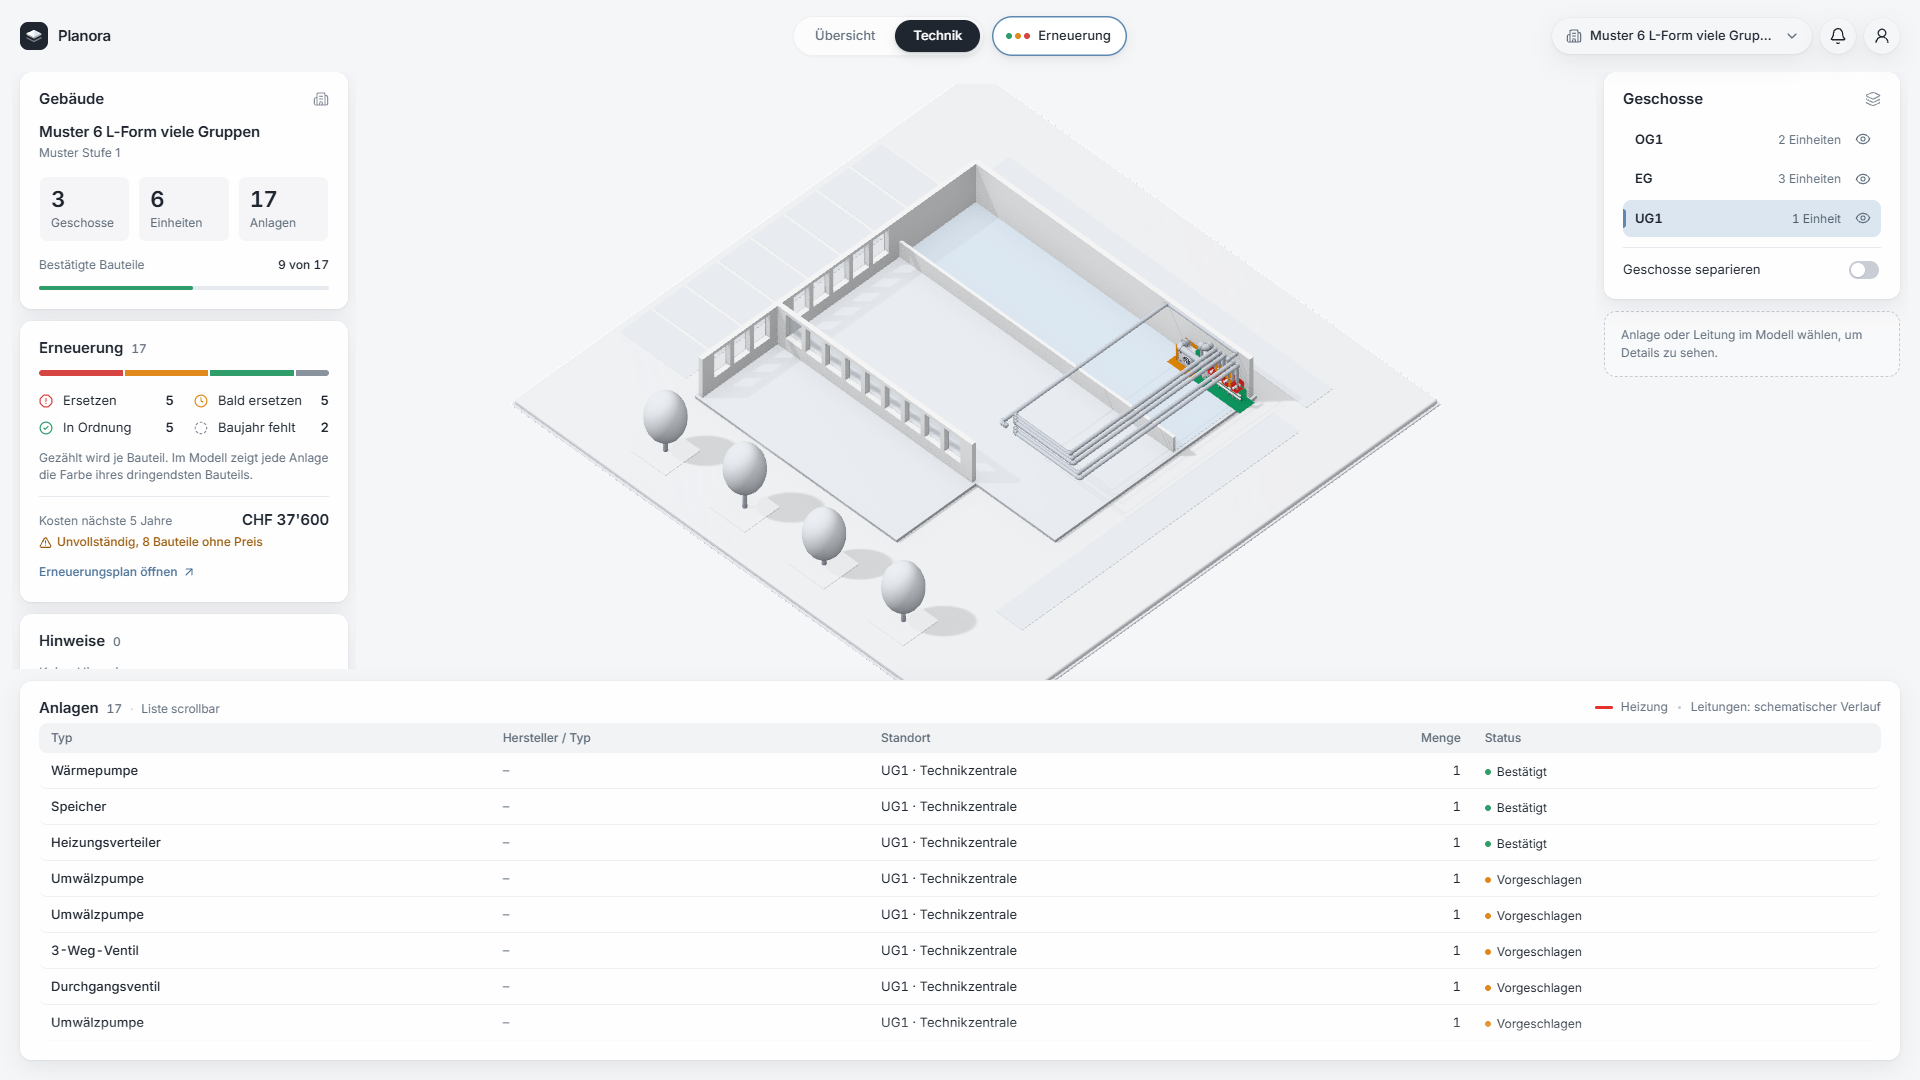 Planora
Übersicht
Technik
Erneuerung
Muster 6 L-Form viele Grup...
Gebäude
Muster 6 L-Form viele Gruppen
Muster Stufe 1
3 Geschosse
6 Einheiten
17 Anlagen
Bestätigte Bauteile 9 von 17
Erneuerung 17
Ersetzen 5 Bald ersetzen 5
In Ordnung 5 Baujahr fehlt 2
Gezählt wird je Bauteil. Im Modell zeigt jede Anlage
die Farbe ihres dringendsten Bauteils.
Kosten nächste 5 Jahre CHF 37'600
Unvollständig, 8 Bauteile ohne Preis
Erneuerungsplan öffnen
Hinweise 0
Geschosse
OG1 2 Einheiten
EG 3 Einheiten
UG1 1 Einheit
Geschosse separieren
Anlage oder Leitung im Modell wählen, um
Details zu sehen.
Anlagen 17 · Liste scrollbar
Heizung • Leitungen: schematischer Verlauf
Typ Hersteller / Typ Standort Menge Status
Wärmepumpe – UG1 · Technikzentrale 1 Bestätigt
Speicher – UG1 · Technikzentrale 1 Bestätigt
Heizungsverteiler – UG1 · Technikzentrale 1 Bestätigt
Umwälzpumpe – UG1 · Technikzentrale 1 Vorgeschlagen
Umwälzpumpe – UG1 · Technikzentrale 1 Vorgeschlagen
3-Weg-Ventil – UG1 · Technikzentrale 1 Vorgeschlagen
Durchgangsventil – UG1 · Technikzentrale 1 Vorgeschlagen
Umwälzpumpe – UG1 · Technikzentrale 1 Vorgeschlagen